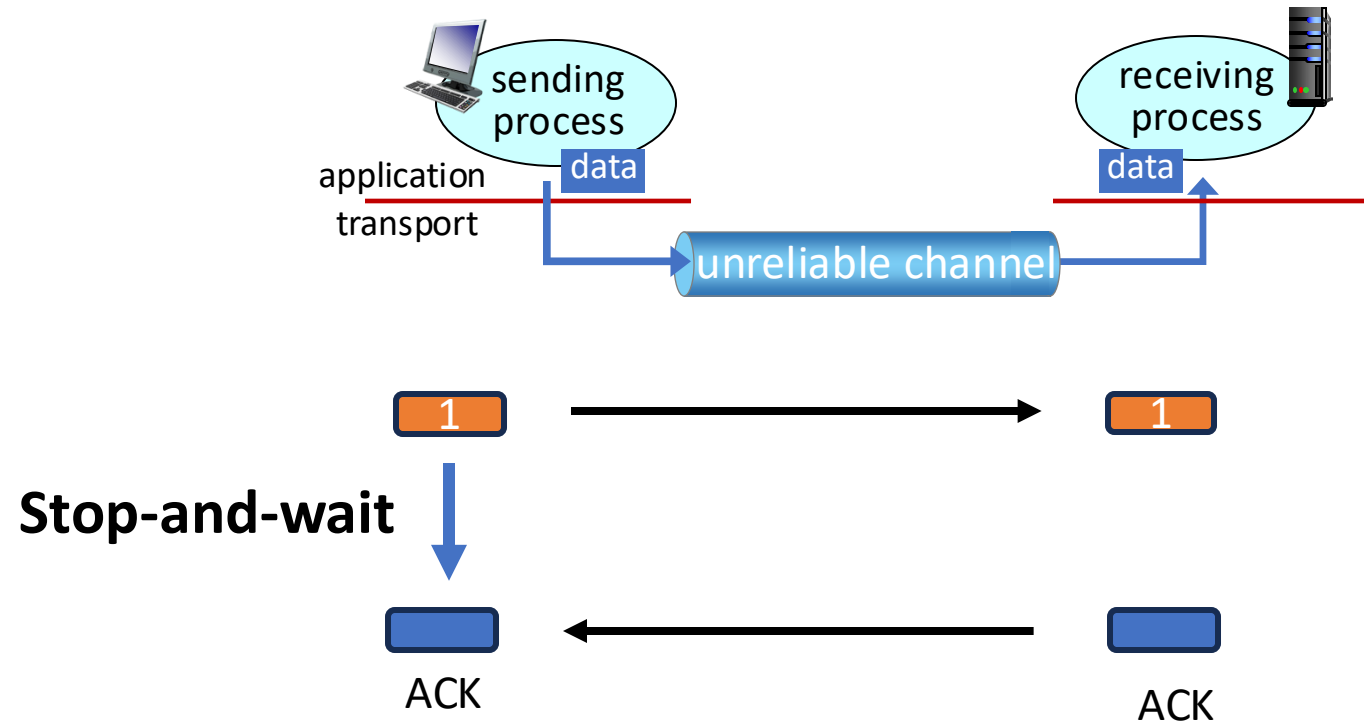 sending
process
receiving
process
data
data
application
transport
unreliable channel
1
1
Stop-and-wait
ACK
ACK